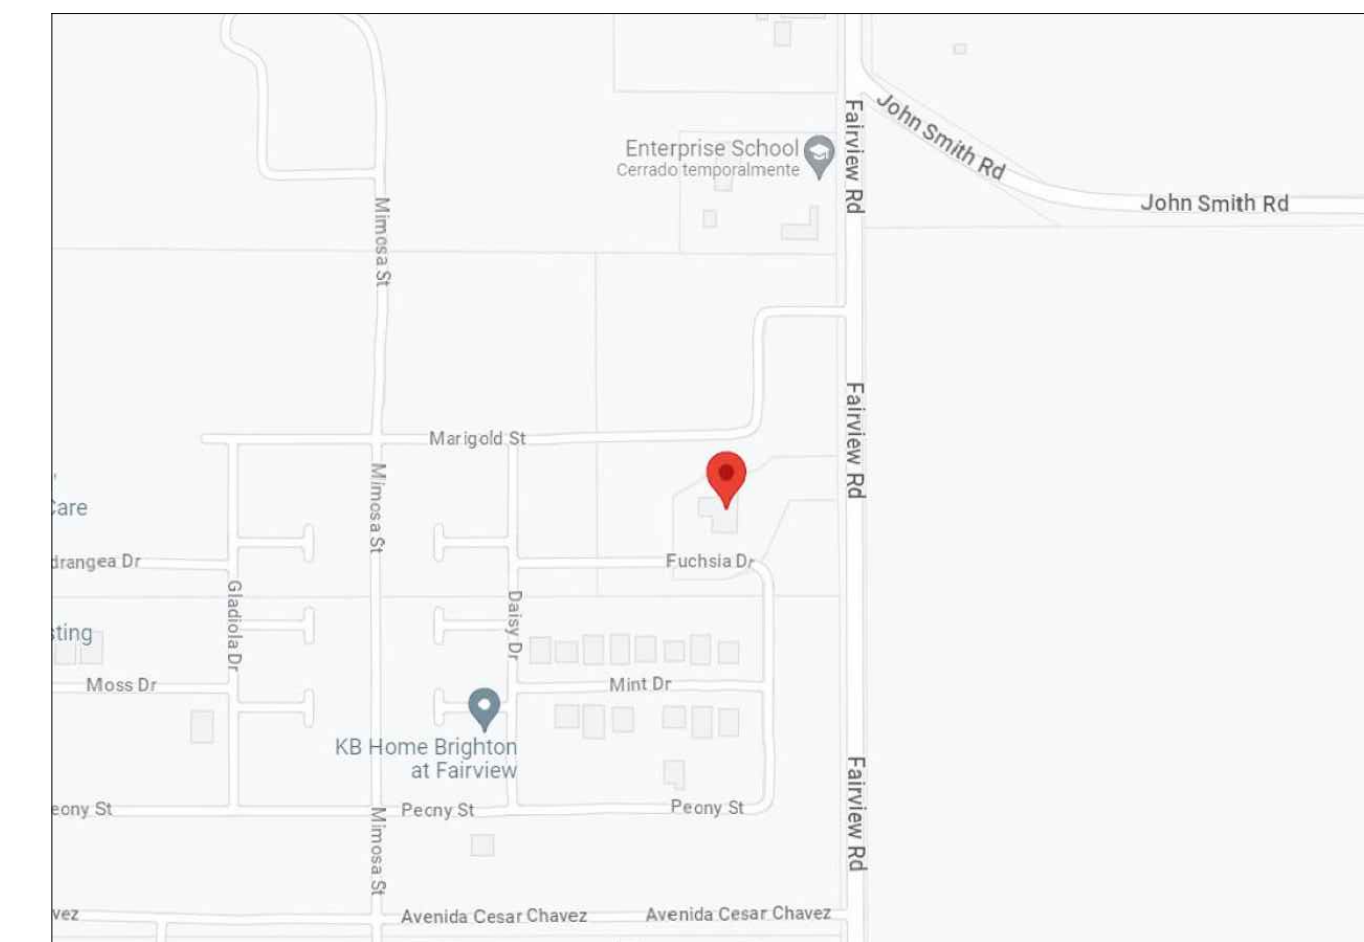 John Smith Rd
Fairview Rd
Enterprise School
Cerrado temporalmente
John Smith Rd
Mimosa St
Fairview Rd
Marigold St
Mimosa St
Care
drangea Dr
Fuchsia Dr
Gladiola Dr
Daisy Dr
sting
Moss Dr
Mint Dr
KB Home Brighton
at Fairview
Fairview Rd
eony St
Peony St
Peony St
Mimosa St
vez
Avenida Cesar Chavez
Avenida Cesar Chavez